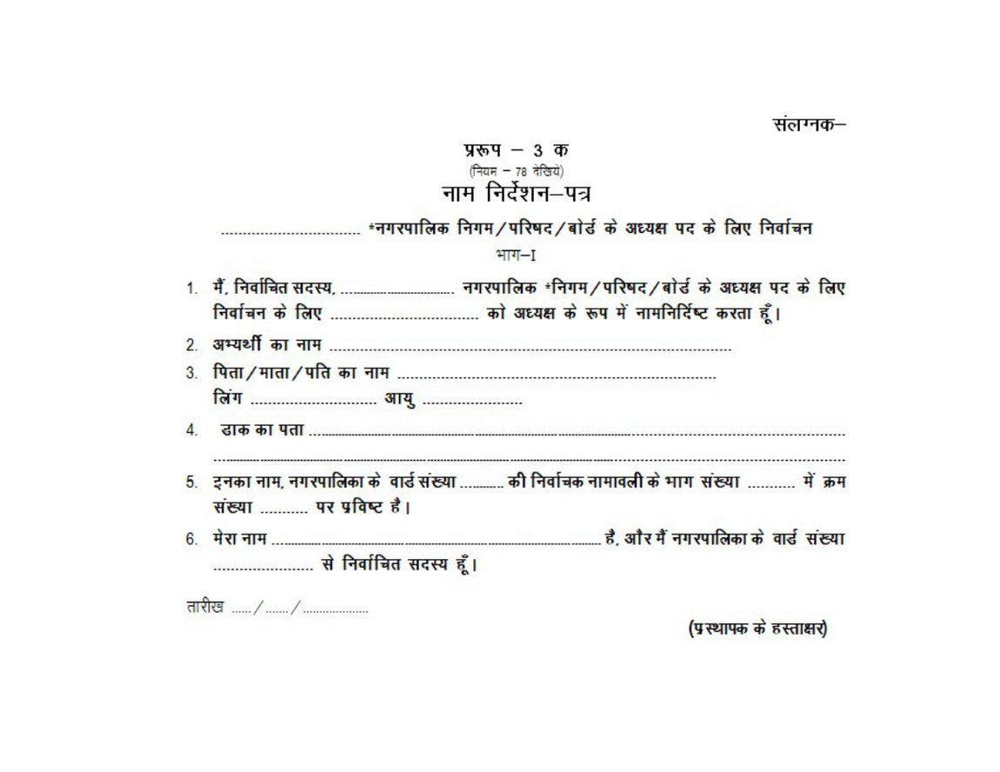 संलग्नक–
प्ररूप – 3 क
(नियम – 78 देखिये)
नाम निर्देशन–पत्र
................................ *नगरपालिक निगम/परिषद/बोर्ड के अध्यक्ष पद के लिए निर्वाचन
भाग–I
1. मैं, निर्वाचित सदस्य, .......................... नगरपालिक *निगम/परिषद/बोर्ड के अध्यक्ष पद के लिए
निर्वाचन के लिए .................................. को अध्यक्ष के रूप में नामनिर्दिष्ट करता हूँ।
2. अभ्यर्थी का नाम ............................................................................................
3. पिता/माता/पति का नाम .........................................................................
लिंग ............................. आयु .......................
4. डाक का पता ...........................................................................................................................
.................................................................................................................................................
5. इनका नाम, नगरपालिका के वार्ड संख्या .......... की निर्वाचक नामावली के भाग संख्या ........... में क्रम
संख्या ........... पर प्रविष्ट है।
6. मेरा नाम ............................................................................ है, और मैं नगरपालिका के वार्ड संख्या
....................... से निर्वाचित सदस्य हूँ।
तारीख ...... / ....... / ....................
(प्रस्थापक के हस्ताक्षर)